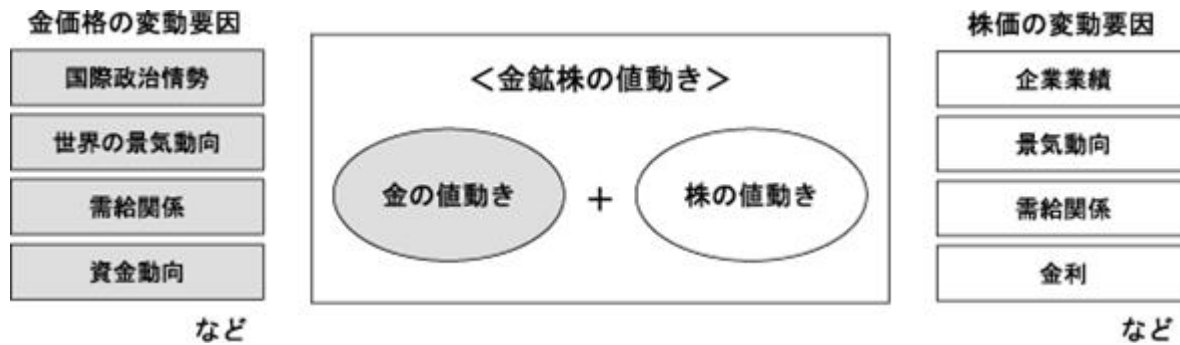 金価格の変動要因
国際政治情勢
世界の景気動向
需給関係
資金動向
など
＜金鉱株の値動き＞
金の値動き
+
株の値動き
株価の変動要因
企業業績
景気動向
需給関係
金利
など